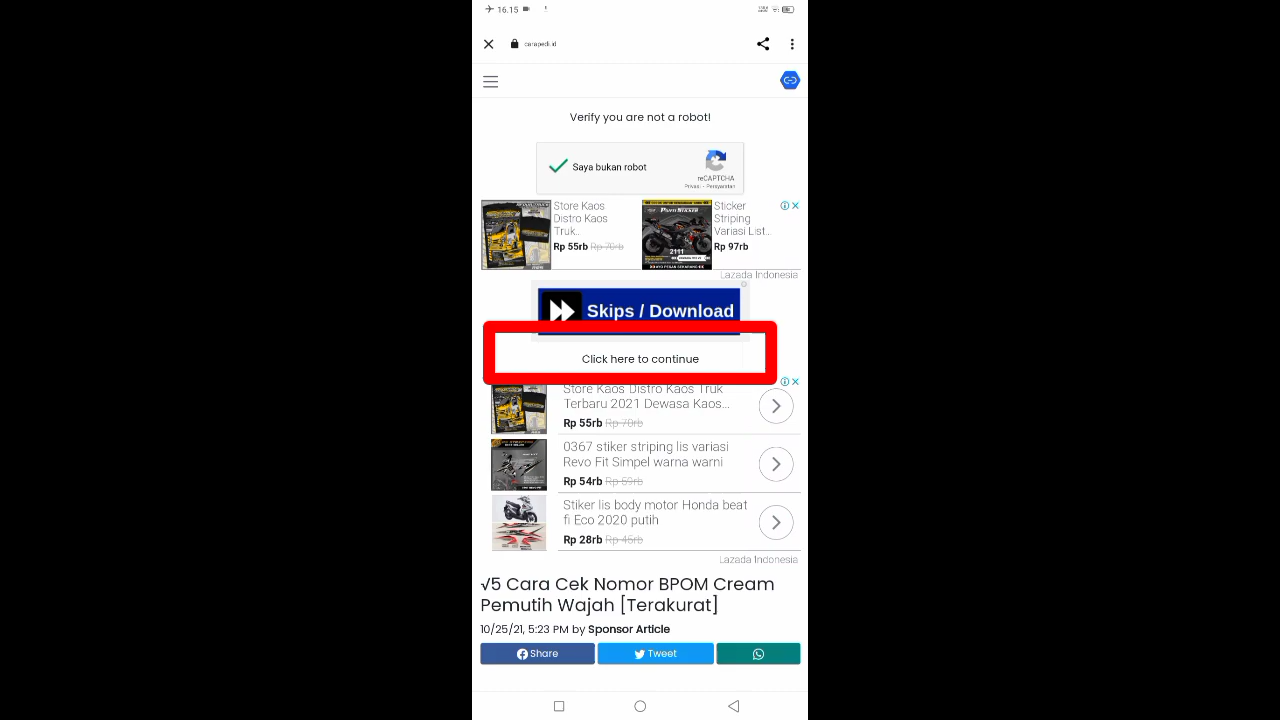 16.15
carapedi.id
Verify you are not a robot!
Saya bukan robot
reCAPTCHA
Privasi - Persyaratan
Store Kaos
Distro Kaos
Truk...
Rp 55rb Rp 70rb
2111
Sticker
Striping
Variasi List...
Rp 97rb
Lazada Indonesia
Skips / Download
Click here to continue
Store Kaos Distro Kaos Truk
Terbaru 2021 Dewasa Kaos...
Rp 55rb Rp 70rb
0367 stiker striping lis variasi
Revo Fit Simpel warna warni
Rp 54rb Rp 59rb
Stiker lis body motor Honda beat
fi Eco 2020 putih
Rp 28rb Rp 46rb
Lazada Indonesia
√5 Cara Cek Nomor BPOM Cream
Pemutih Wajah [Terakurat]
10/25/21, 5:23 PM by Sponsor Article
Share
Tweet